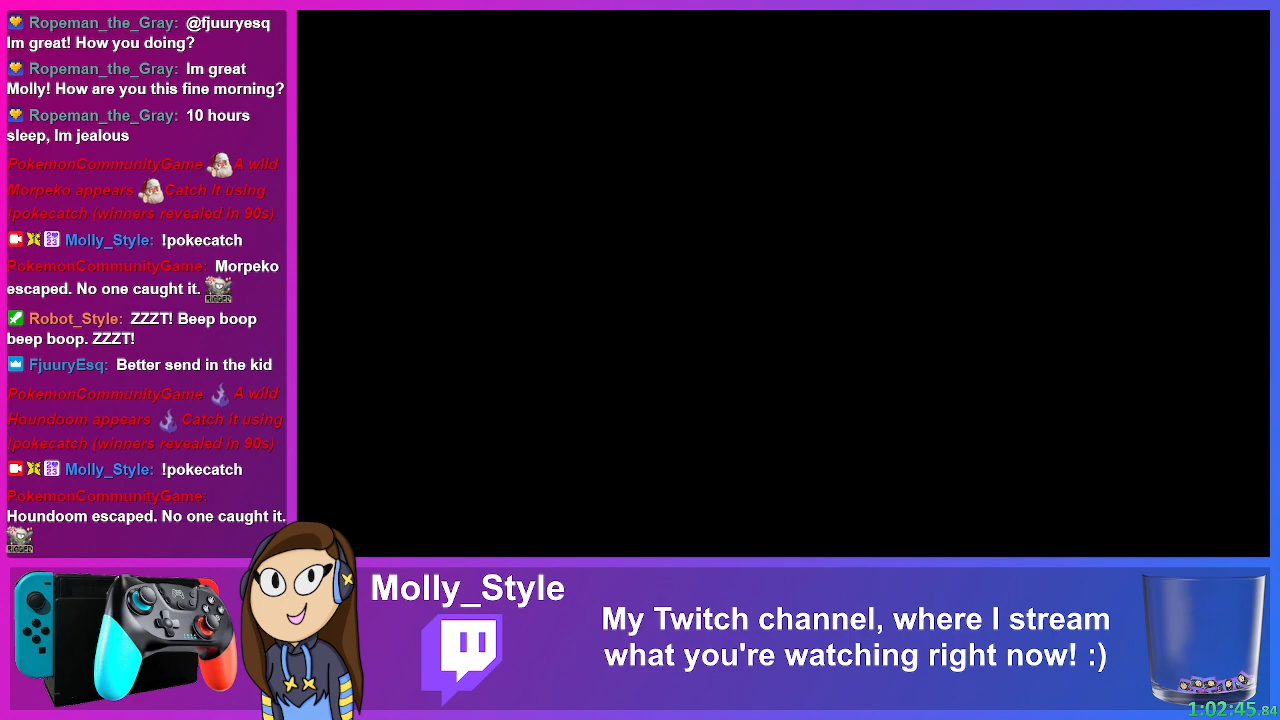 Ropeman_the_Gray: @fjuuryesq
Im great! How you doing?
Ropeman_the_Gray: Im great
Molly! How are you this fine morning?
Ropeman_the_Gray: 10 hours
sleep, Im jealous
PokemonCommunityGame A wild
Morpeko appears Catch it using
!pokecatch (winners revealed in 90s)
Molly_Style: !pokecatch
PokemonCommunityGame: Morpeko
escaped. No one caught it.
RIGGED
Robot_Style: ZZZT! Beep boop
beep boop. ZZZT!
FjuuryEsq: Better send in the kid
PokemonCommunityGame A wild
Houndoom appears Catch it using
!pokecatch (winners revealed in 90s)
Molly_Style: !pokecatch
PokemonCommunityGame:
Houndoom escaped. No one caught it.
RIGGED
Molly_Style
My Twitch channel, where I stream
what you're watching right now! :)
1:02:45.84